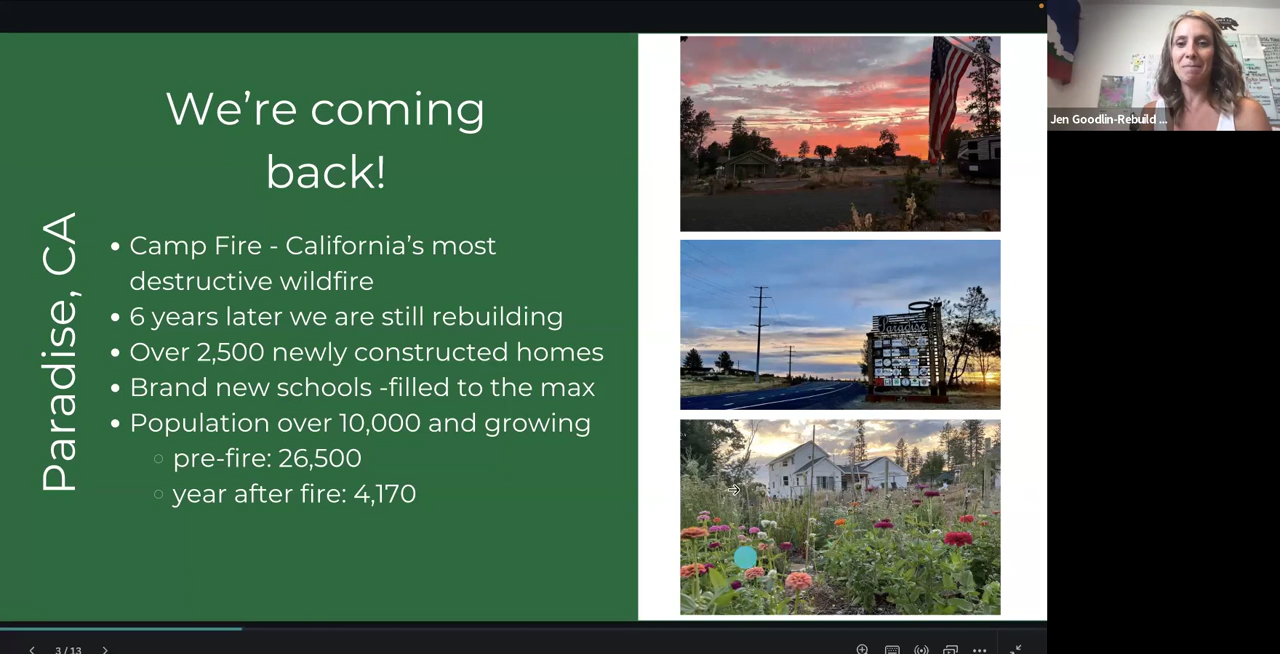 We're coming
back!
Paradise, CA
• Camp Fire - California's most
destructive wildfire
• 6 years later we are still rebuilding
• Over 2,500 newly constructed homes
• Brand new schools -filled to the max
• Population over 10,000 and growing
○ pre-fire: 26,500
○ year after fire: 4,170
Paradise
Jen Goodlin-Rebuild ...
3 / 13